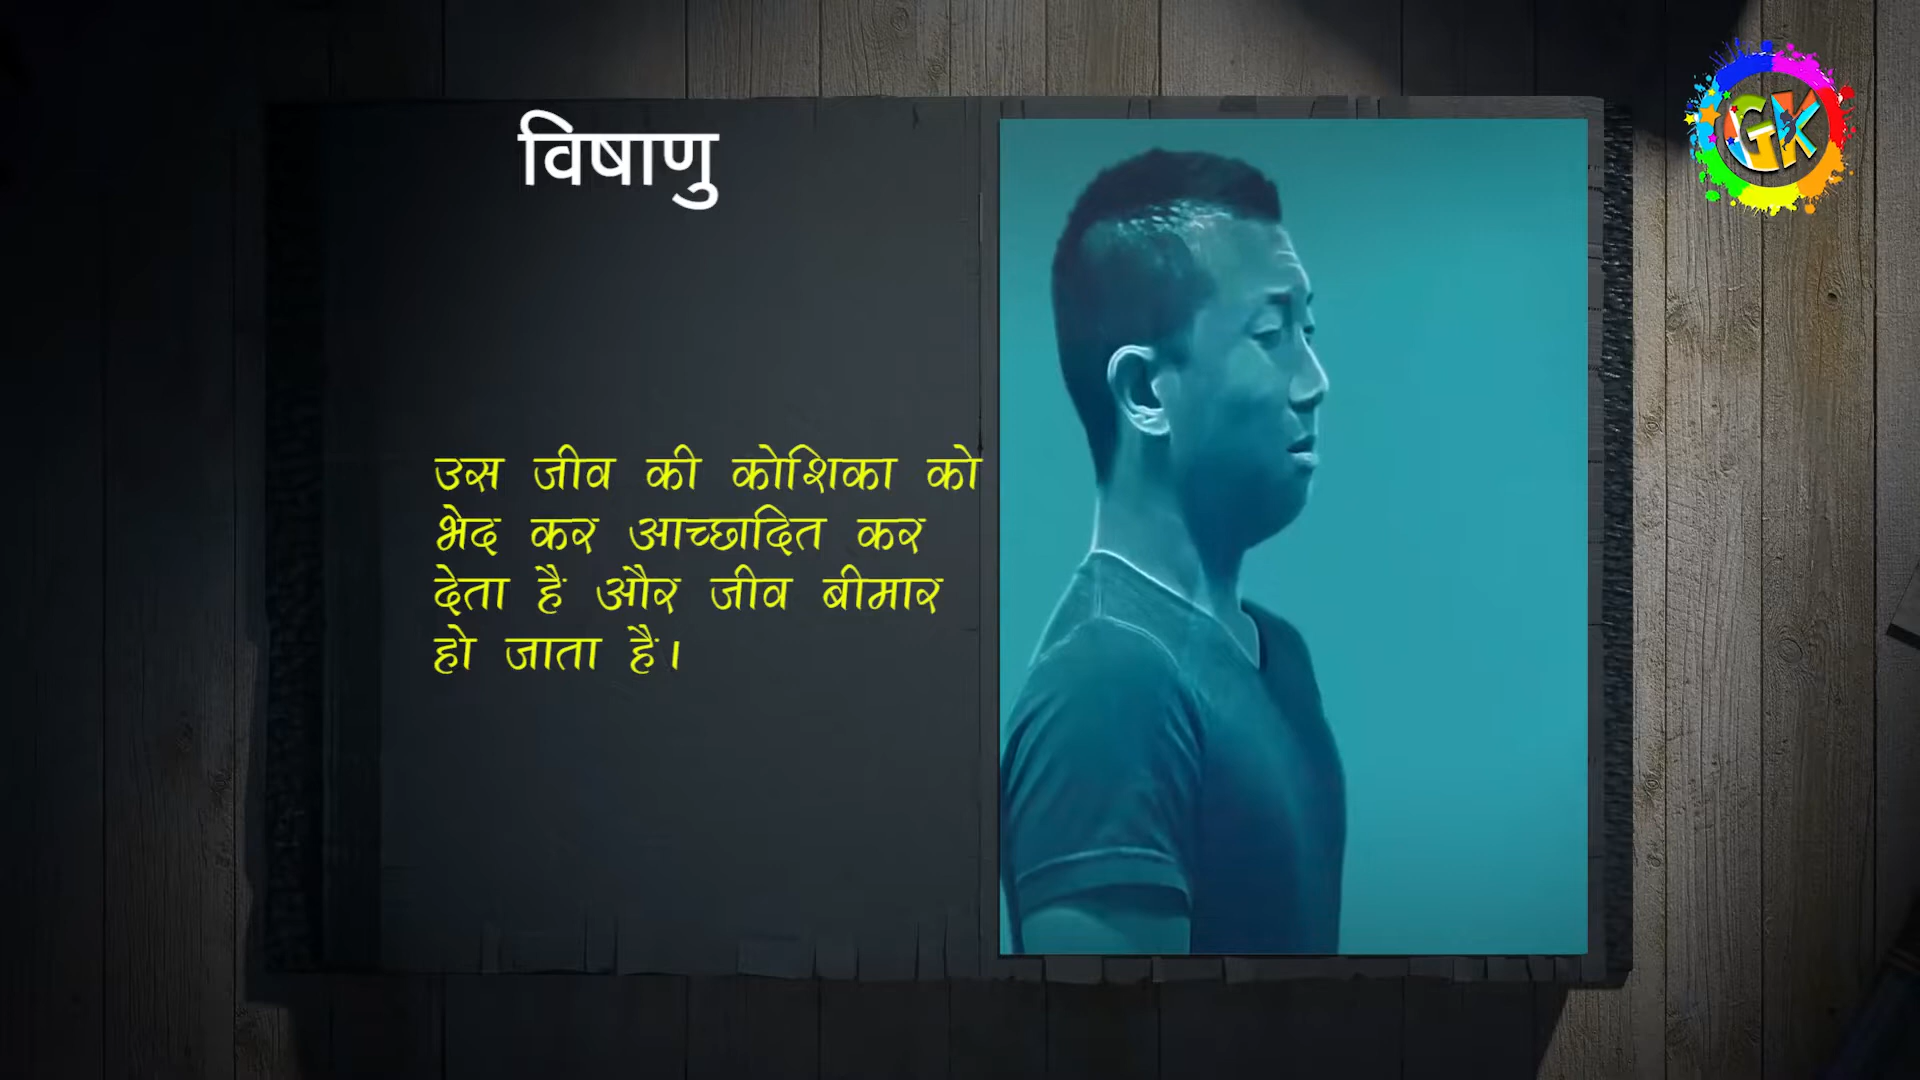 विषाणु
उस जीव की कोशिका को
भेद कर आच्छादित कर
देता है और जीव बीमार
हो जाता है।
GK